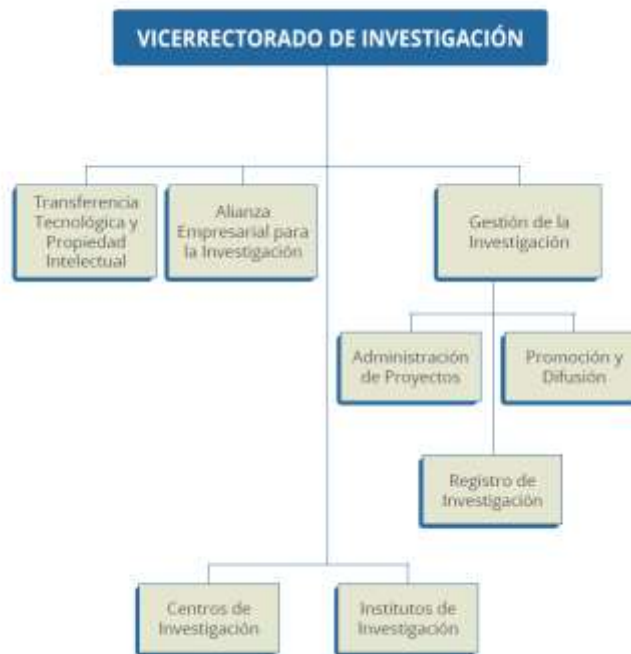 VICERRECTORADO DE INVESTIGACIÓN
Transferencia
Tecnológica y
Propiedad
Intelectual
Alianza
Empresarial para
la Investigación
Gestión de la
Investigación
Administración
de Proyectos
Promoción y
Difusión
Registro de
Investigación
Centros de
Investigación
Institutos de
Investigación